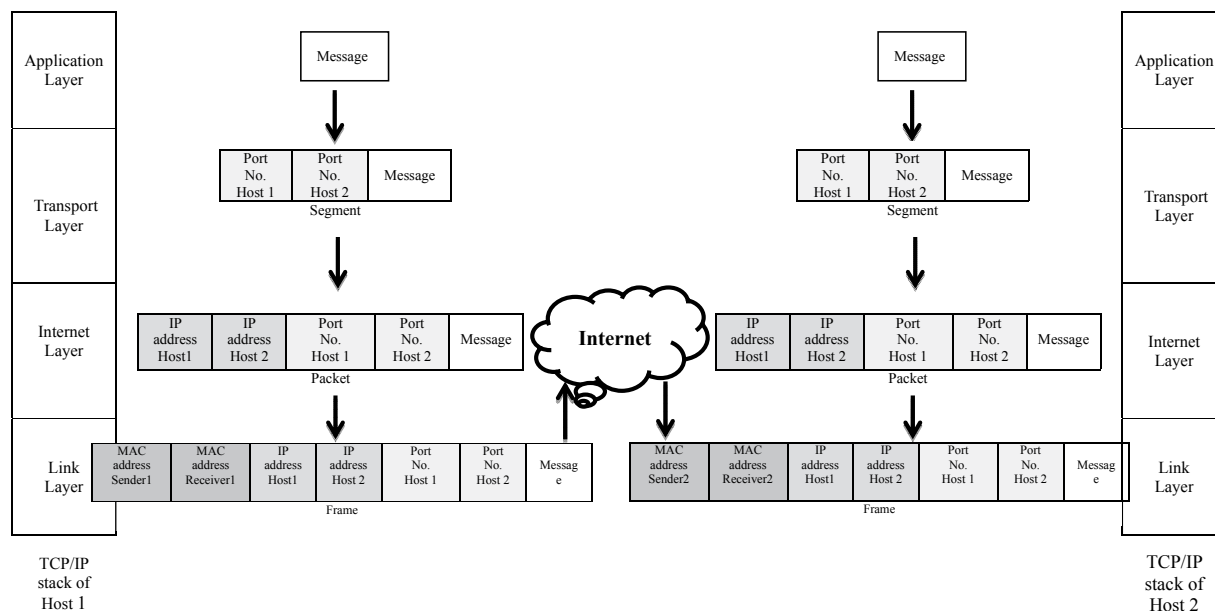 Application
Layer
Message
Message
Application
Layer
Transport
Layer
Port
No.
Host 1
Port
No.
Host 2
Message
Segment
Port
No.
Host 1
Port
No.
Host 2
Message
Segment
Transport
Layer
Internet
Layer
IP
address
Host1
IP
address
Host 2
Port
No.
Host 1
Port
No.
Host 2
Message
Packet
Internet
IP
address
Host1
IP
address
Host 2
Port
No.
Host 1
Port
No.
Host 2
Message
Packet
Internet
Layer
Link
Layer
MAC
address
Sender1
MAC
address
Receiver1
IP
address
Host1
IP
address
Host 2
Port
No.
Host 1
Port
No.
Host 2
Messag
e
Frame
MAC
address
Sender2
MAC
address
Receiver2
IP
address
Host1
IP
address
Host 2
Port
No.
Host 1
Port
No.
Host 2
Messag
e
Frame
Link
Layer
TCP/IP
stack of
Host 1
TCP/IP
stack of
Host 2